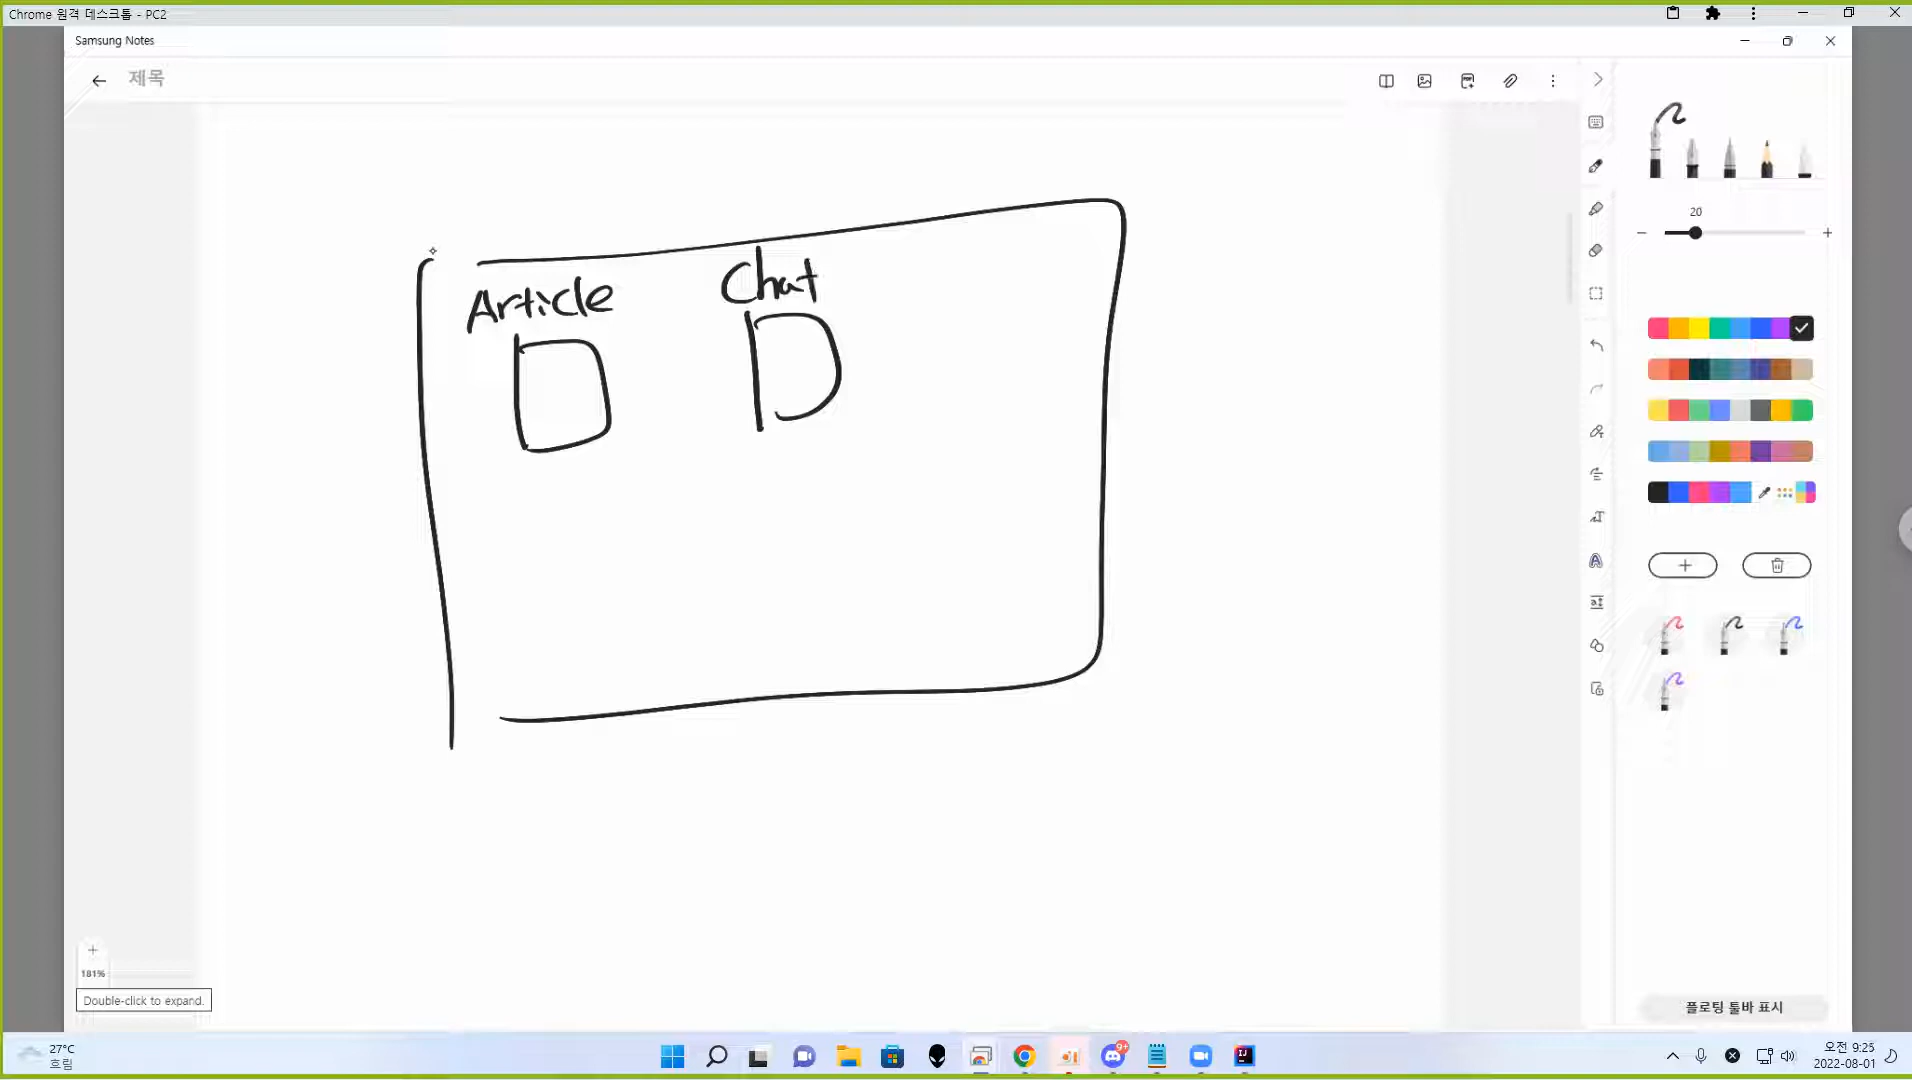 Chrome 원격 데스크톱 - PC2
Samsung Notes
제목
20
Article
Chat
181%
Double-click to expand.
플로팅 툴바 표시
27°C
흐림
9+
오전 9:25
2022-08-01